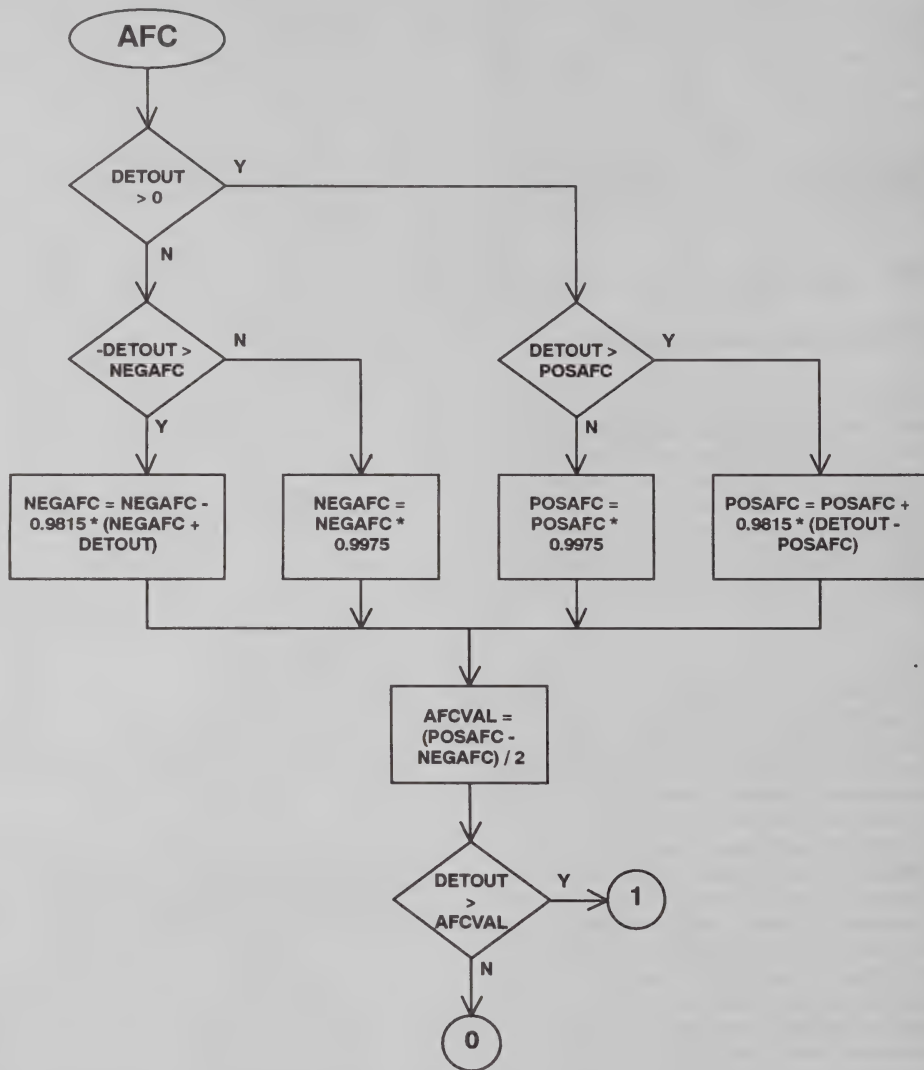 AFC
DETOUT
> 0
Y
N
-DETOUT >
NEGAFC
N
Y
DETOUT >
POSAFC
Y
N
NEGAFC = NEGAFC -
0.9815 * (NEGAFC +
DETOUT)
NEGAFC =
NEGAFC *
0.9975
POSAFC =
POSAFC *
0.9975
POSAFC = POSAFC +
0.9815 * (DETOUT -
POSAFC)
AFCVAL =
(POSAFC -
NEGAFC) / 2
DETOUT
>
AFCVAL
Y
1
N
0